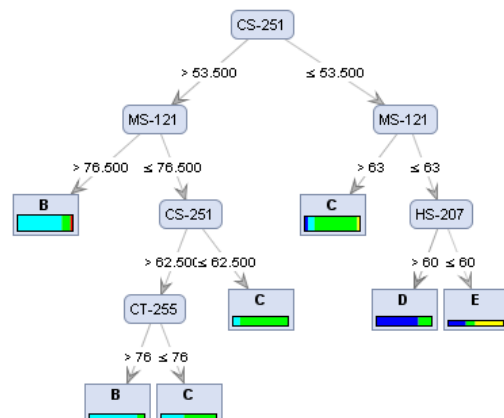 CS-251
> 53.500 ≤ 53.500
MS-121 MS-121
> 76.500 ≤ 76.500 > 63 ≤ 63
B CS-251 C HS-207
> 62.500 ≤ 62.500 > 60 ≤ 60
CT-255 C D E
> 76 ≤ 76
B C